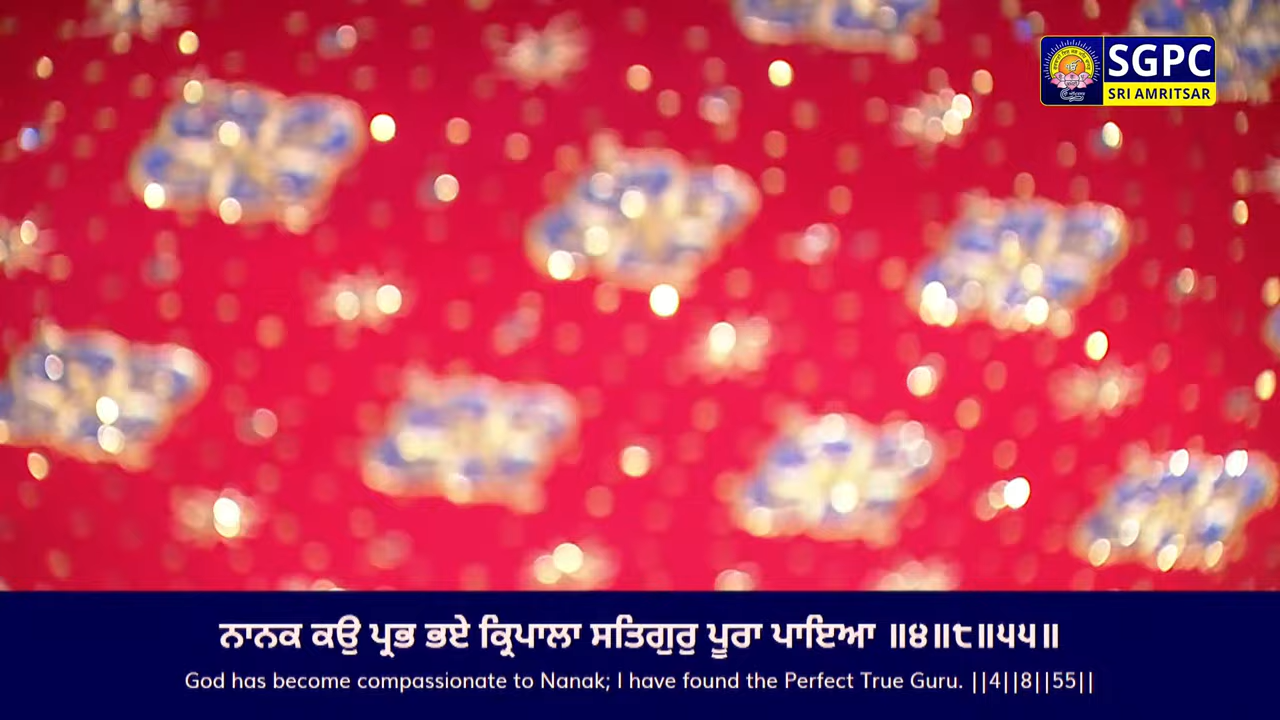 SGPC
SRI AMRITSAR
ਨਾਨਕ ਕਉ ਪ੍ਰਭ ਭਏ ਕ੍ਰਿਪਾਲਾ ਸਤਿਗੁਰੁ ਪੂਰਾ ਪਾਇਆ ॥੪॥੮॥੫੫॥
God has become compassionate to Nanak; I have found the Perfect True Guru. ||4||8||55||